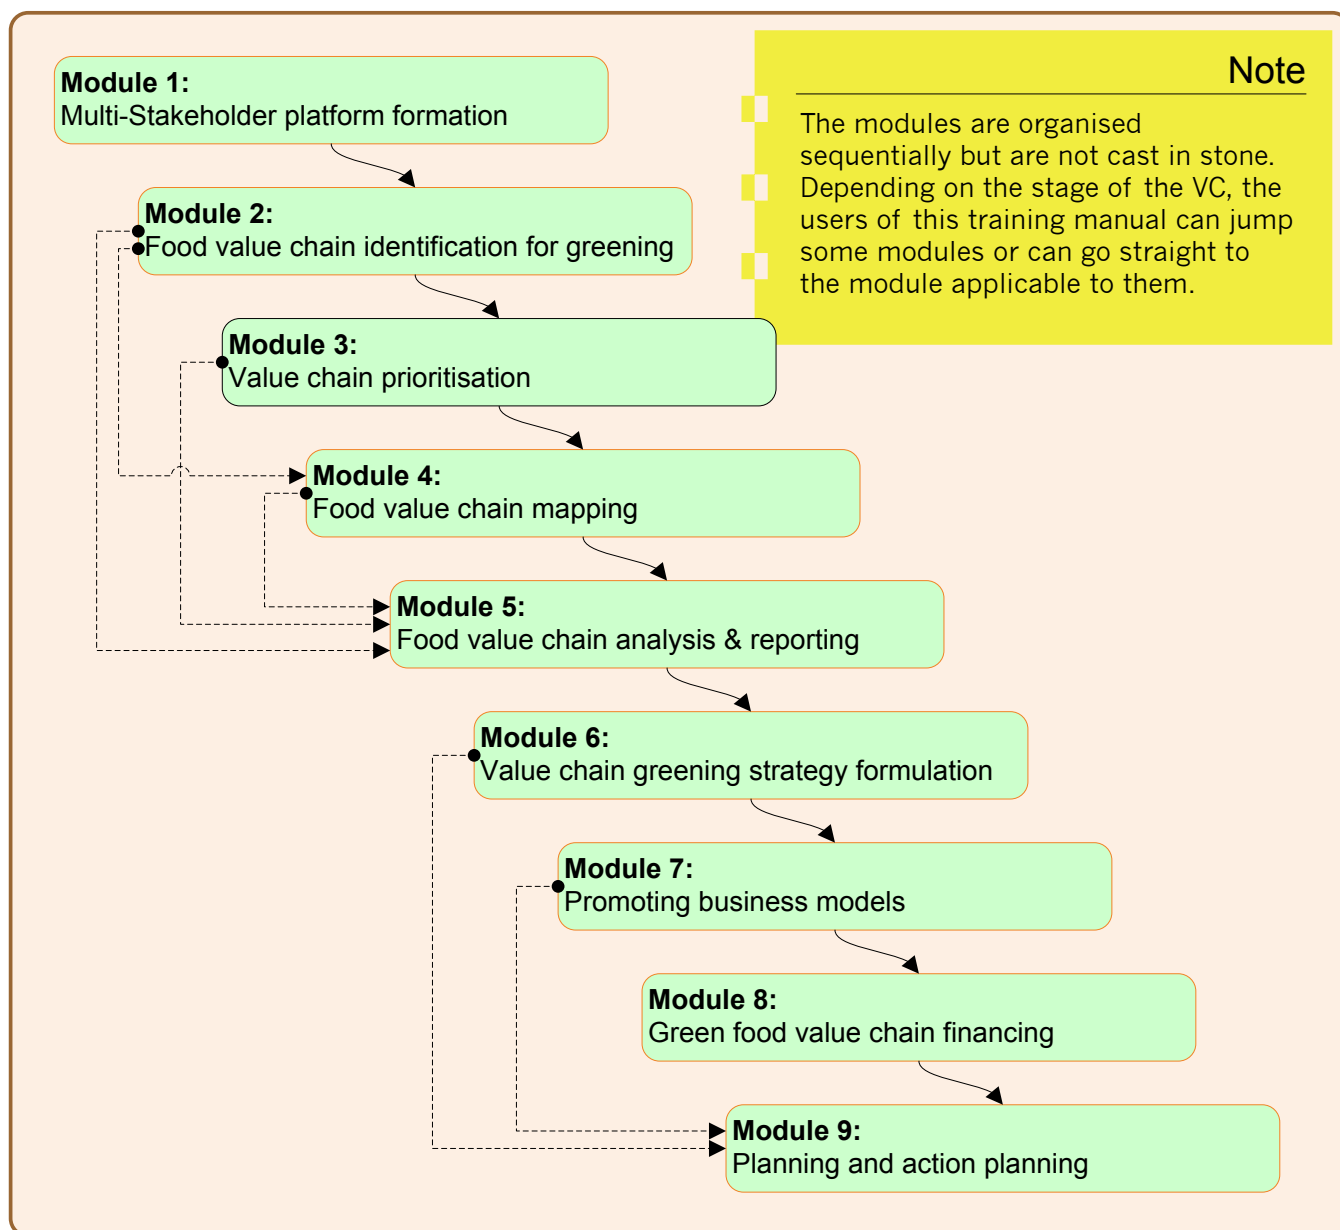 Module 1:
Multi-Stakeholder platform formation
Note
The modules are organised
sequentially but are not cast in stone.
Depending on the stage of the VC, the
users of this training manual can jump
some modules or can go straight to
the module applicable to them.
Module 2:
Food value chain identification for greening
Module 3:
Value chain prioritisation
Module 4:
Food value chain mapping
Module 5:
Food value chain analysis & reporting
Module 6:
Value chain greening strategy formulation
Module 7:
Promoting business models
Module 8:
Green food value chain financing
Module 9:
Planning and action planning